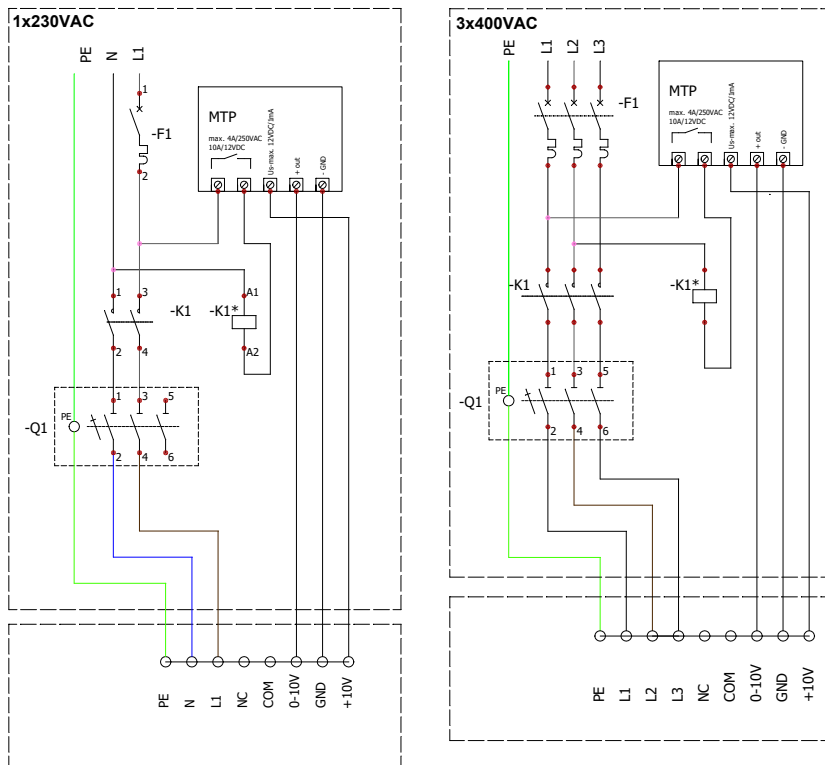 1x230VAC
PE
N
L1
1
-F1
2
MTP
max. 4A/250VAC
10A/12VDC
Us-max. 12VDC/1mA
+ out
- GND
1
3
-K1
2
4
-K1*
A1
A2
-Q1
PE
1
3
5
2
4
6
PE
N
L1
NC
COM
0-10V
GND
+10V
3x400VAC
PE
L1
L2
L3
-F1
MTP
max. 4A/250VAC
10A/12VDC
Us-max. 12VDC/1mA
+ out
- GND
-K1
-K1*
-Q1
PE
1
3
5
2
4
6
PE
L1
L2
L3
NC
COM
0-10V
GND
+10V